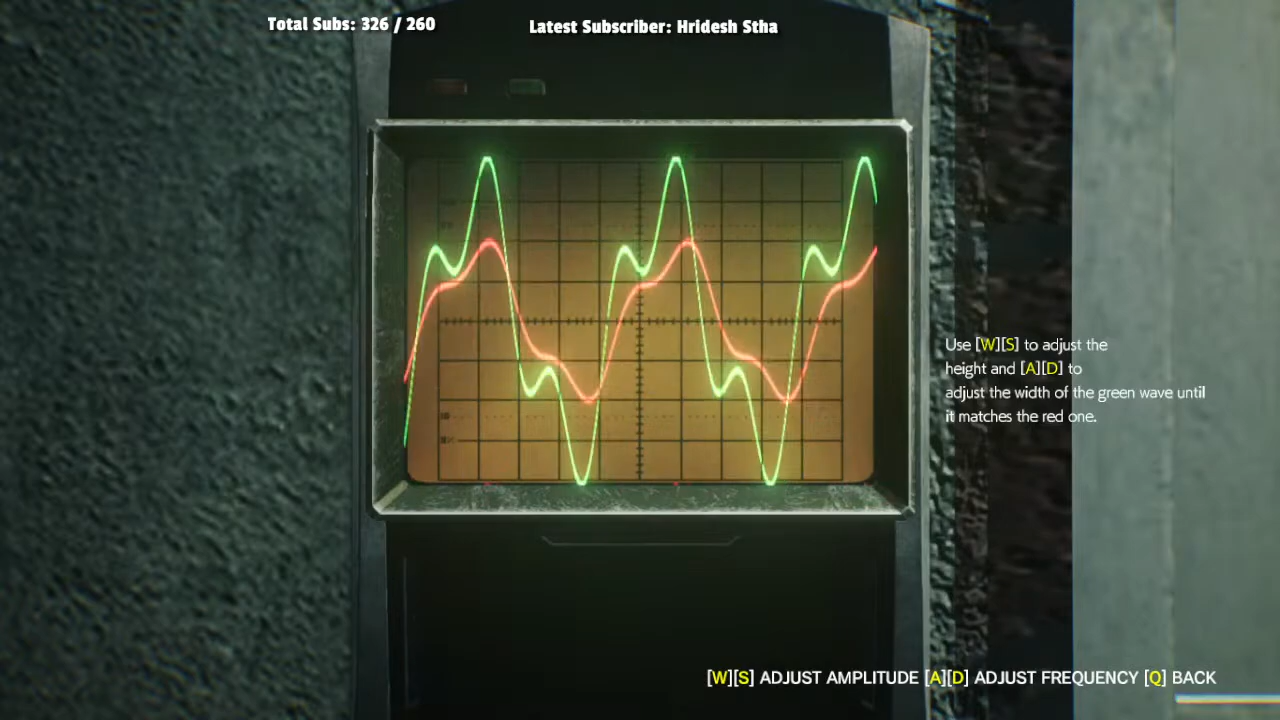 Total Subs: 326 / 260
Latest Subscriber: Hridesh Stha
Use [W][S] to adjust the
height and [A][D] to
adjust the width of the green wave until
it matches the red one.
[W][S] ADJUST AMPLITUDE [A][D] ADJUST FREQUENCY [Q] BACK